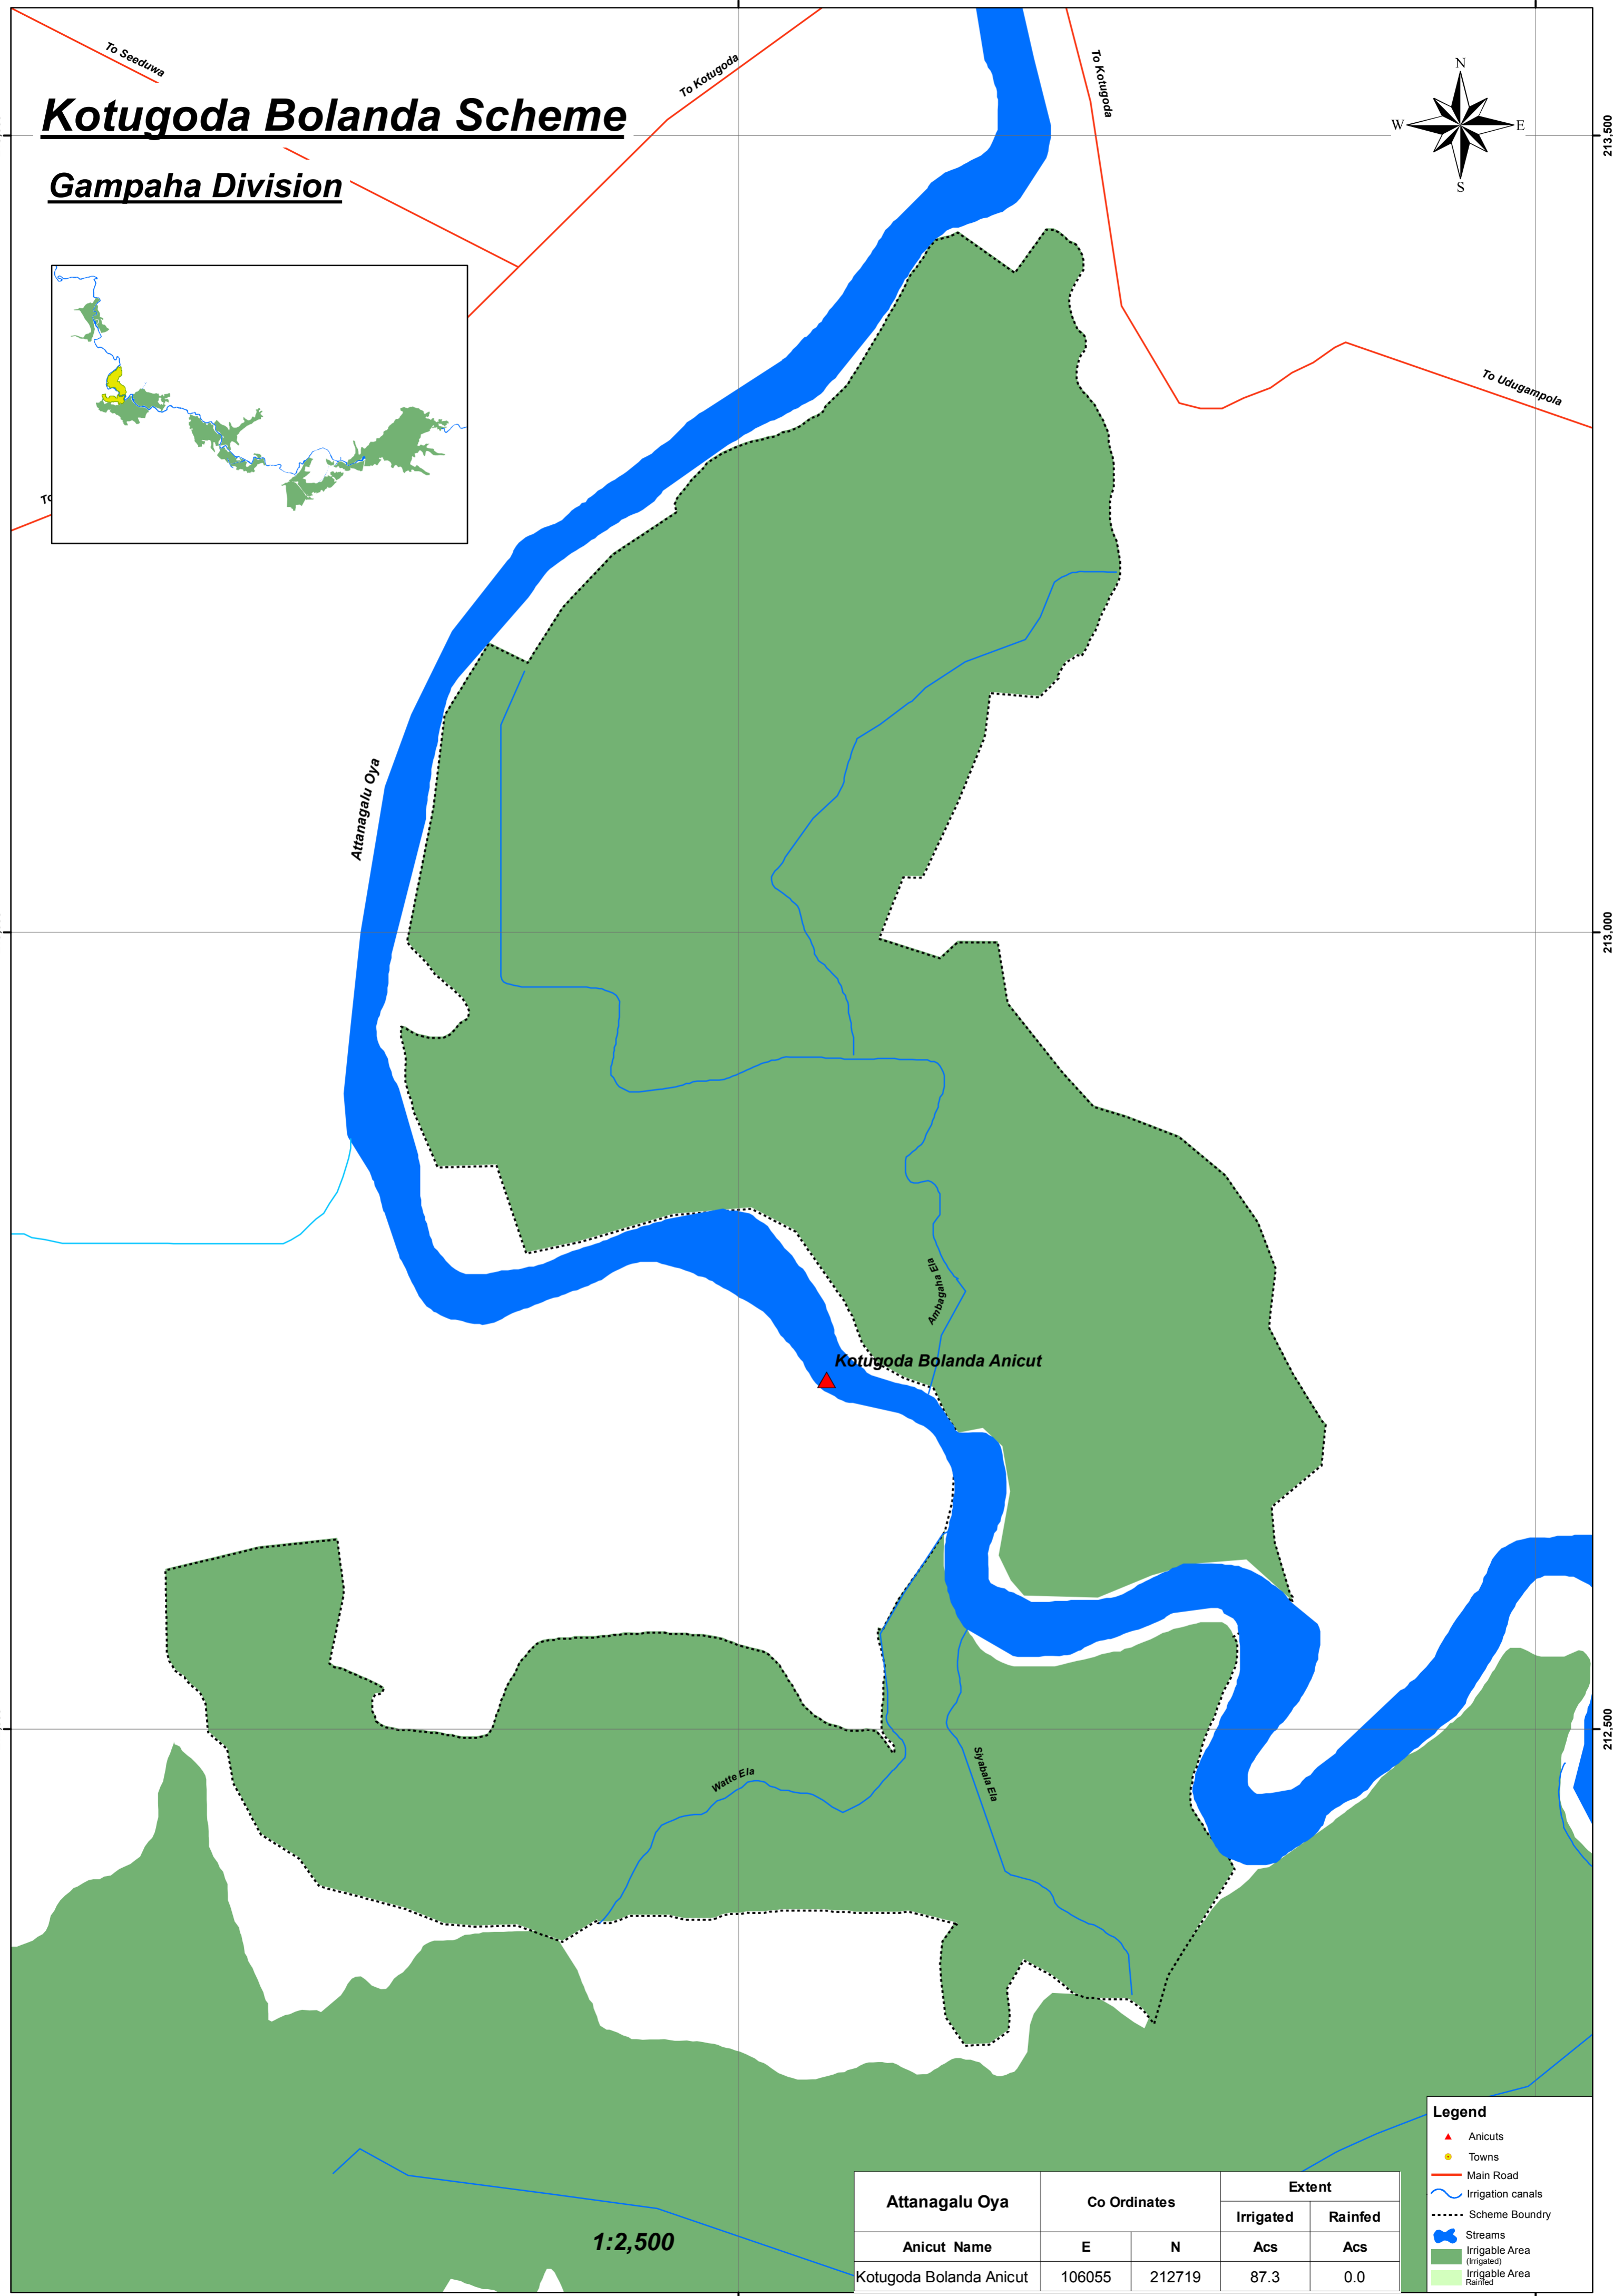 To Seeduwa
To Kotugoda
To Kotugoda
N
W
E
S
213,500
Kotugoda Bolanda Scheme
Gampaha Division
To Udugampola
To
Attanagalu Oya
213,000
Ambagaha Ela
Kotugoda Bolanda Anicut
212,500
Watte Ela
Siyabala Ela
1:2,500
Attanagalu Oya
Co Ordinates
Extent
Irrigated
Rainfed
Anicut Name
E
N
Acs
Acs
Kotugoda Bolanda Anicut
106055
212719
87.3
0.0
Legend
Anicuts
Towns
Main Road
Irrigation canals
Scheme Boundry
Streams
Irrigable Area
(Irrigated)
Irrigable Area
Rainfed